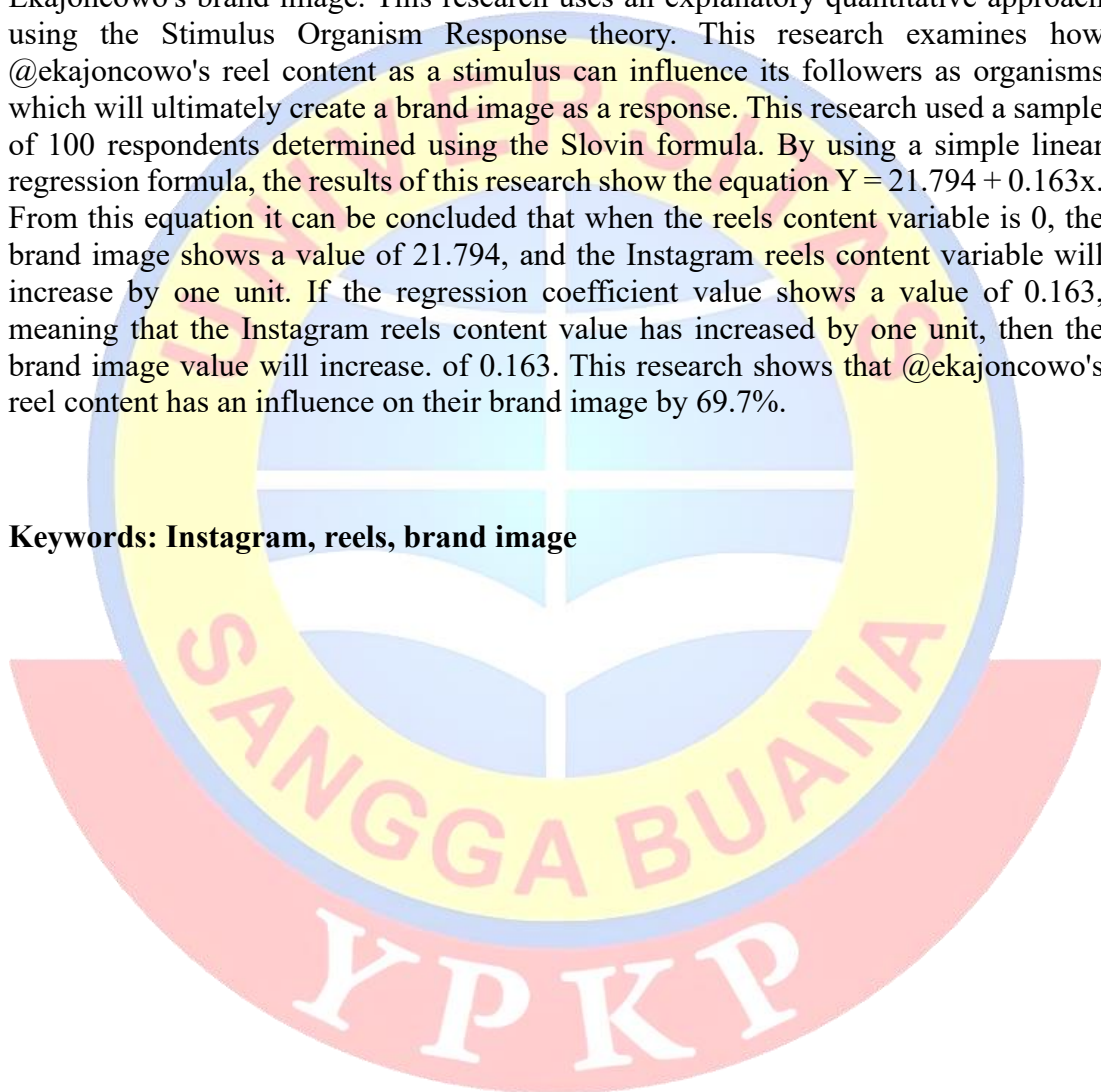 Ekajoncowo's brand image. This research uses an explanatory quantitative approach
using the Stimulus Organism Response theory. This research examines how
@ekajoncowo's reel content as a stimulus can influence its followers as organisms
which will ultimately create a brand image as a response. This research used a sample
of 100 respondents determined using the Slovin formula. By using a simple linear
regression formula, the results of this research show the equation Y = 21.794 + 0.163x.
From this equation it can be concluded that when the reels content variable is 0, the
brand image shows a value of 21.794, and the Instagram reels content variable will
increase by one unit. If the regression coefficient value shows a value of 0.163,
meaning that the Instagram reels content value has increased by one unit, then the
brand image value will increase. of 0.163. This research shows that @ekajoncowo's
reel content has an influence on their brand image by 69.7%.
Keywords: Instagram, reels, brand image
UNIVERSITAS
SANGGA BUANA
YPKP